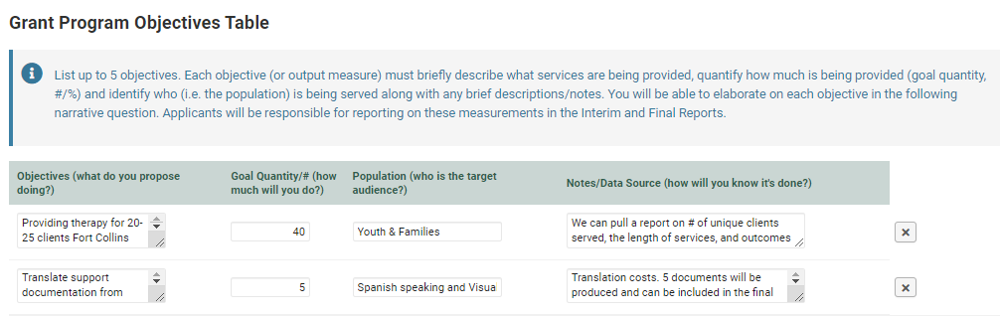 Grant Program Objectives Table
List up to 5 objectives. Each objective (or output measure) must briefly describe what services are being provided, quantify how much is being provided (goal quantity,
#/%) and identify who (i.e. the population) is being served along with any brief descriptions/notes. You will be able to elaborate on each objective in the following
narrative question. Applicants will be responsible for reporting on these measurements in the Interim and Final Reports.
Objectives (what do you propose
doing?)
Goal Quantity/# (how
much will you do?)
Population (who is the target
audience?)
Notes/Data Source (how will you know it's done?)
Providing therapy for 20-
25 clients Fort Collins
40
Youth & Families
We can pull a report on # of unique clients
served, the length of services, and outcomes
Translate support
documentation from
5
Spanish speaking and Visua
Translation costs. 5 documents will be
produced and can be included in the final